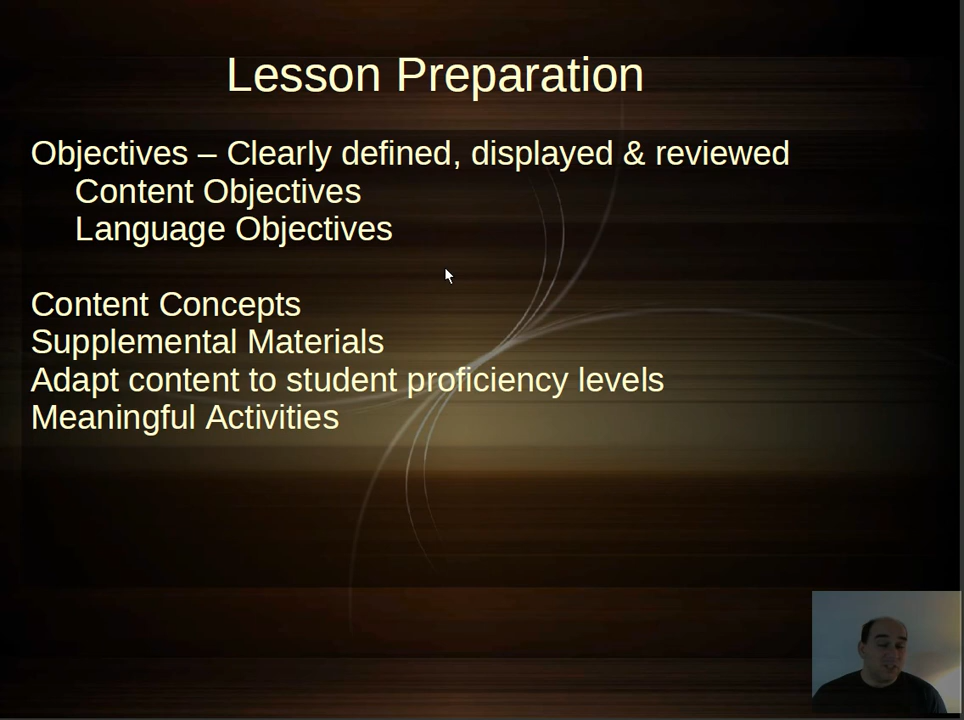 Lesson Preparation
Objectives – Clearly defined, displayed & reviewed
Content Objectives
Language Objectives
Content Concepts
Supplemental Materials
Adapt content to student proficiency levels
Meaningful Activities